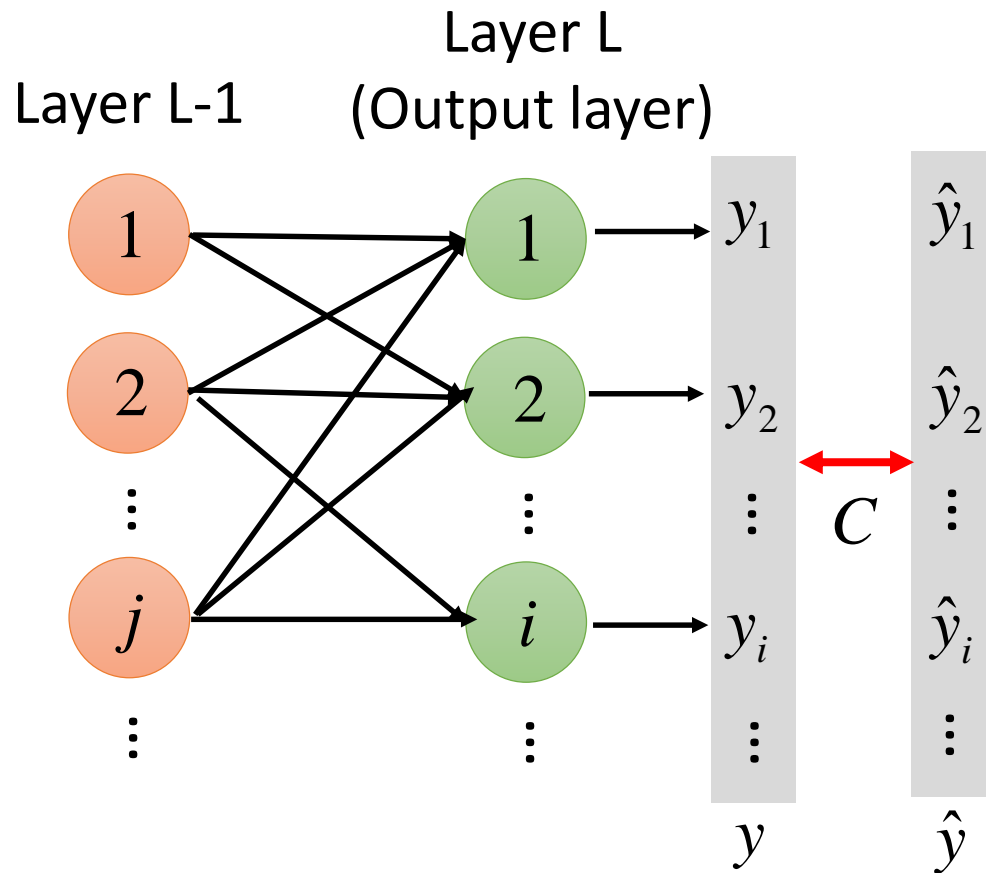 Layer L-1
Layer L
(Output layer)
1
1
y₁
ŷ₁
2
2
y₂
ŷ₂
⋮
⋮
⋮
C
⋮
j
i
yᵢ
ŷᵢ
⋮
⋮
⋮
⋮
y
ŷ